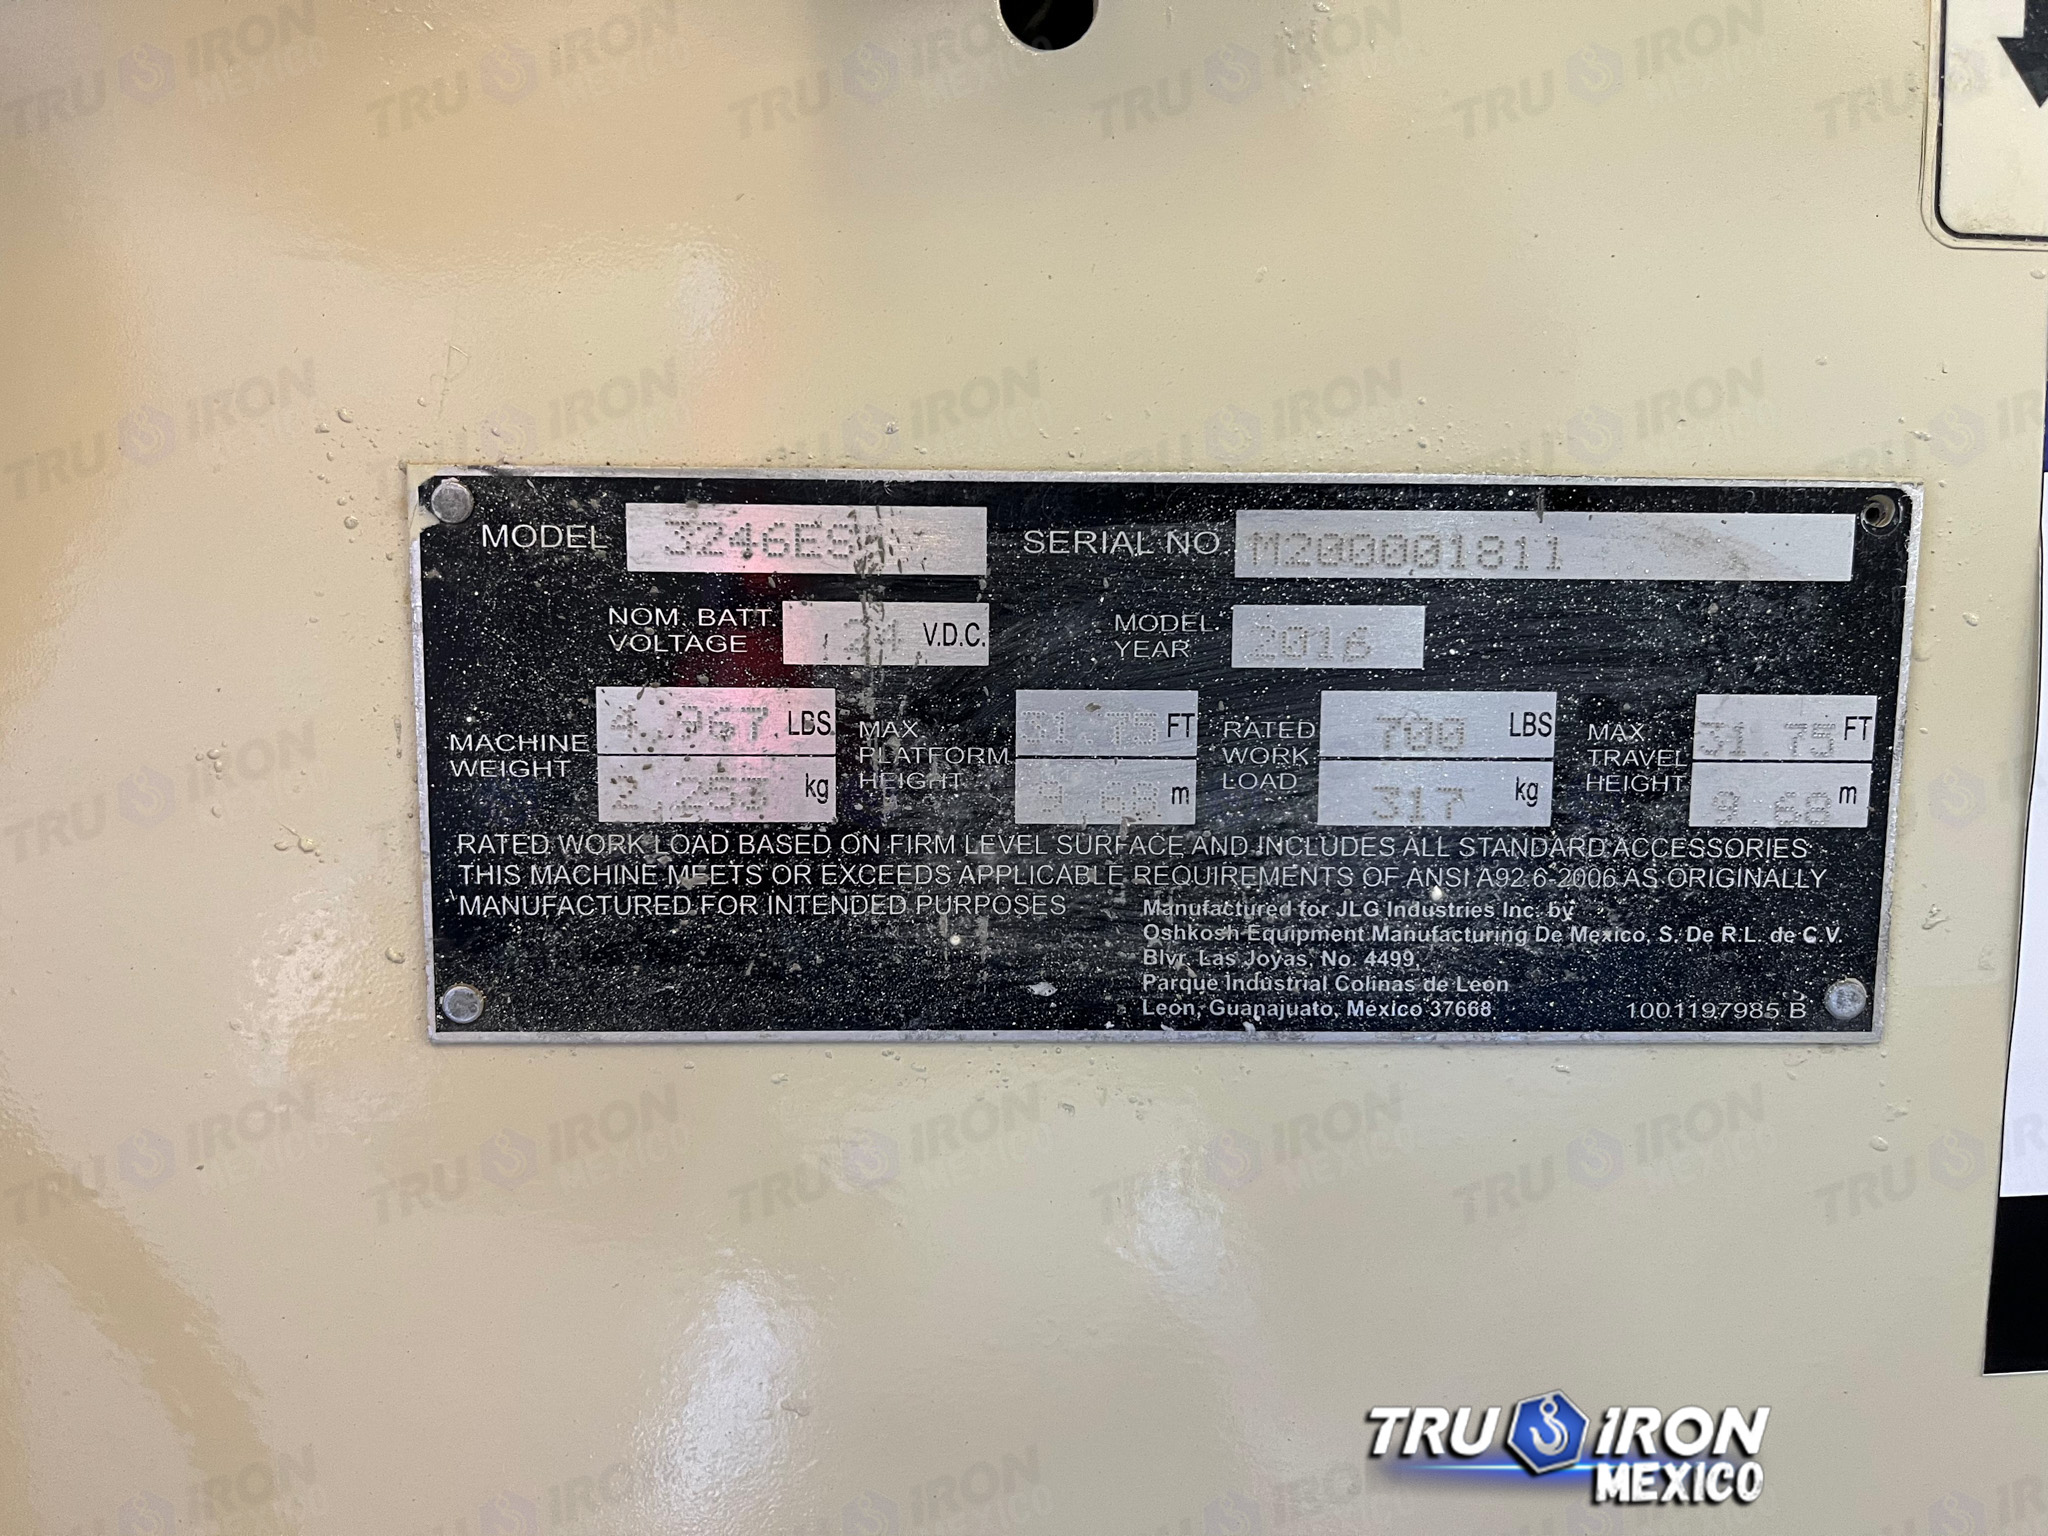 MODEL 3246ES SERIAL NO M200001811
NOM. BATT. VOLTAGE 24 V.D.C. MODEL YEAR 2016
MACHINE WEIGHT 4,967 LBS 2,253 kg MAX PLATFORM HEIGHT 31.75 FT 9.68 m RATED WORK LOAD 700 LBS 317 kg MAX TRAVEL HEIGHT 31.75 FT 9.68 m
RATED WORK LOAD BASED ON FIRM LEVEL SURFACE AND INCLUDES ALL STANDARD ACCESSORIES
THIS MACHINE MEETS OR EXCEEDS APPLICABLE REQUIREMENTS OF ANSI A92.6-2006 AS ORIGINALLY
MANUFACTURED FOR INTENDED PURPOSES
Manufactured for JLG Industries Inc. by
Oshkosh Equipment Manufacturing De Mexico, S. De R.L. de C.V.
Blvr. Las Joyas, No. 4499,
Parque Industrial Colinas de Leon
Leon, Guanajuato, Mexico 37668
1001197985 B
TRU IRON
MEXICO